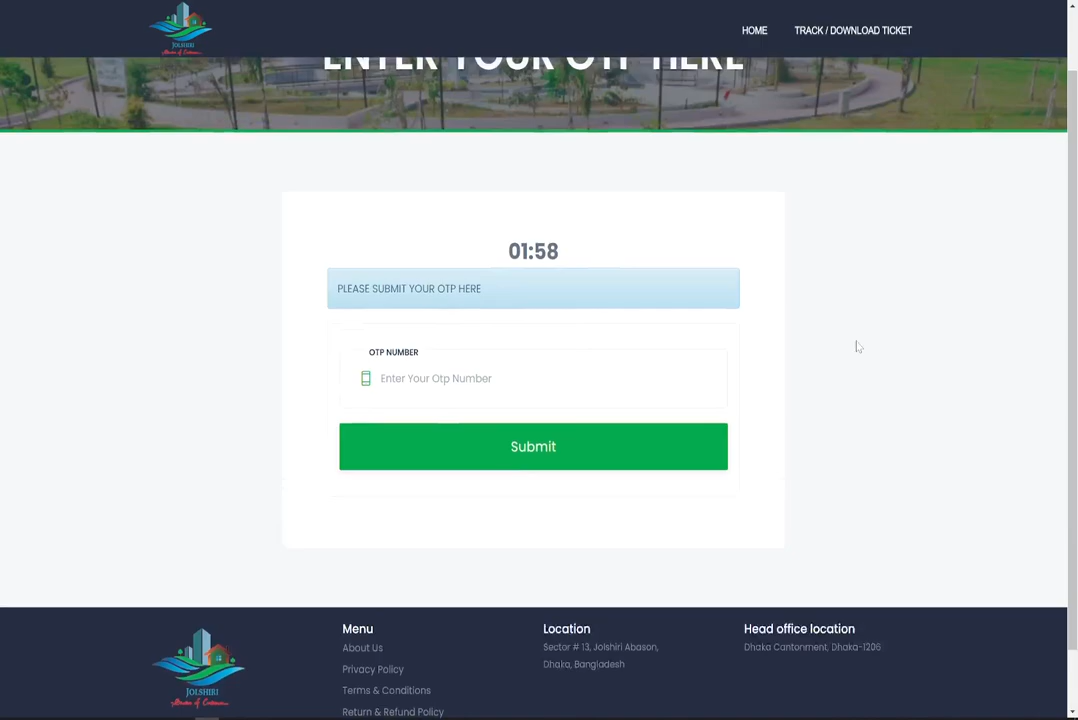 JOLSHIRI
HOME
TRACK / DOWNLOAD TICKET
ENTER YOUR OTP HERE
01:58
PLEASE SUBMIT YOUR OTP HERE
OTP NUMBER
Enter Your Otp Number
Submit
JOLSHIRI
Menu
About Us
Privacy Policy
Terms & Conditions
Return & Refund Policy
Location
Sector # 13, Jolshiri Abason,
Dhaka, Bangladesh
Head office location
Dhaka Cantonment, Dhaka-1206